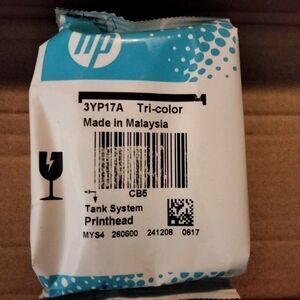 hp
3YP17A Tri-color
Made in Malaysia
CB5
Tank System
Printhead
MYS4 260600 241208 0617